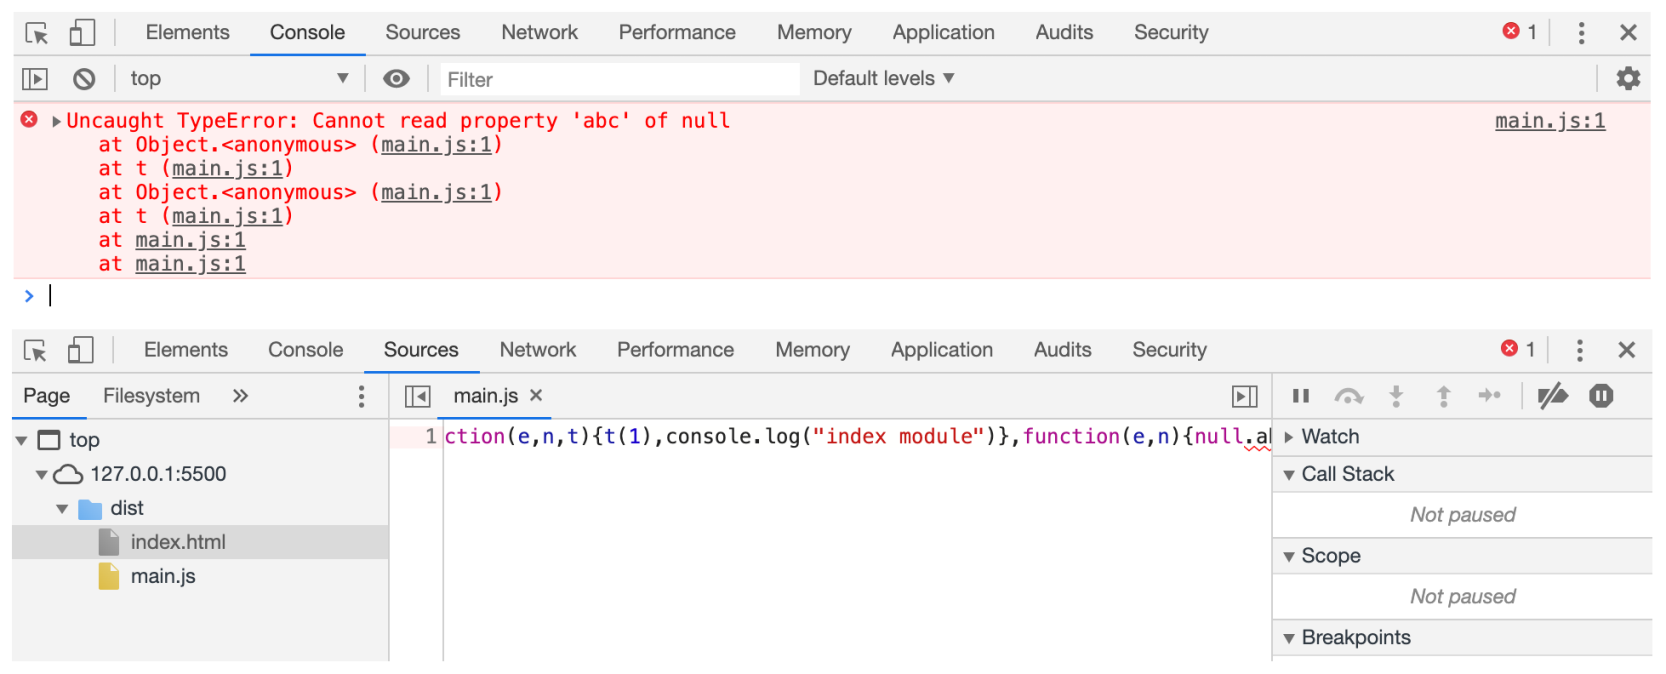 Elements Console Sources Network Performance Memory Application Audits Security 1
top Filter Default levels
Uncaught TypeError: Cannot read property 'abc' of null main.js:1
at Object.<anonymous> (main.js:1)
at t (main.js:1)
at Object.<anonymous> (main.js:1)
at t (main.js:1)
at main.js:1
at main.js:1
Elements Console Sources Network Performance Memory Application Audits Security 1
Page Filesystem » main.js
top
127.0.0.1:5500
dist
index.html
main.js
1 ction(e,n,t){t(1),console.log("index module")},function(e,n){null.a
Watch
Call Stack
Not paused
Scope
Not paused
Breakpoints